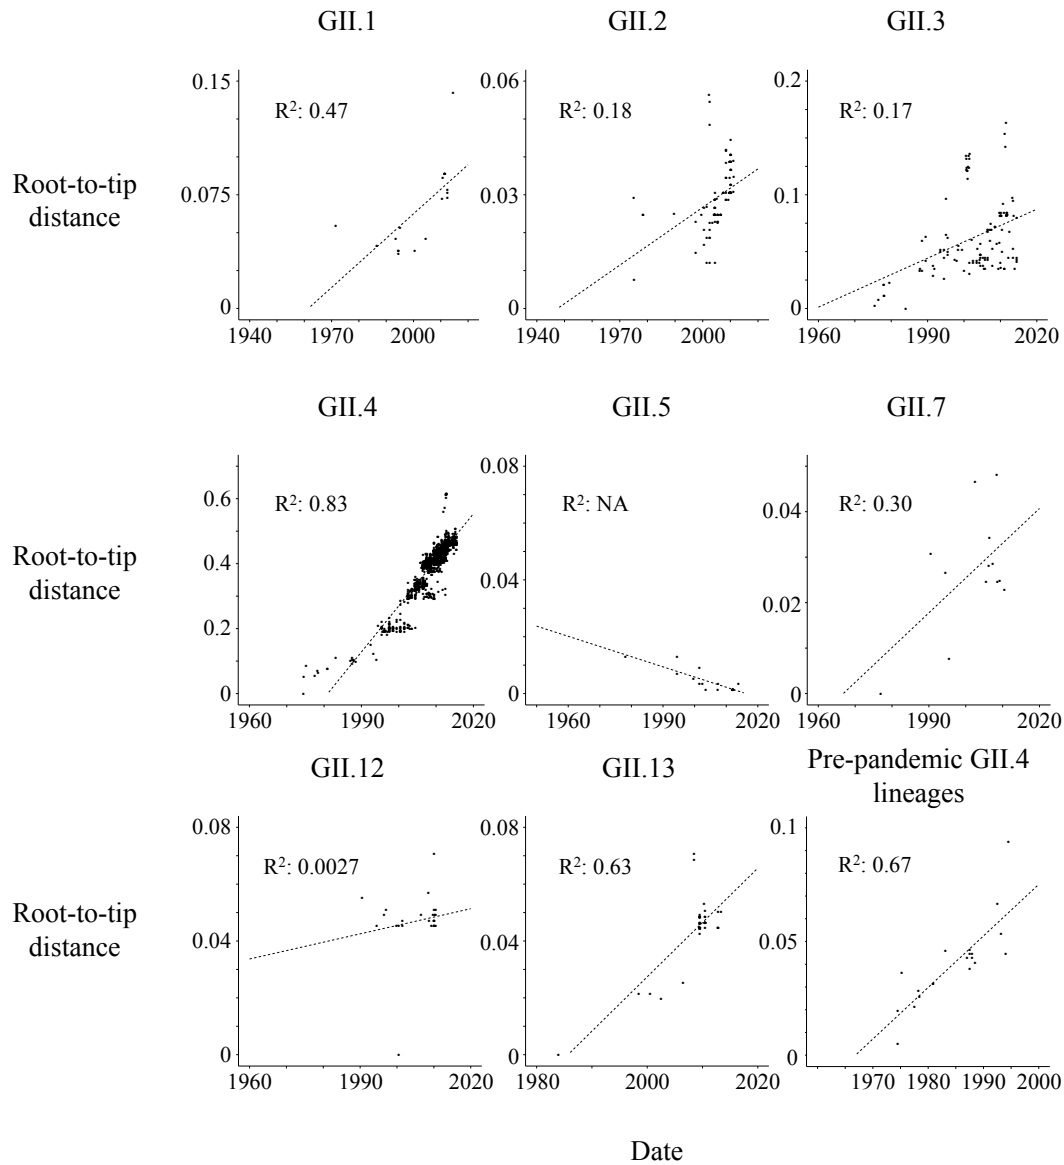 GII.1 GII.2 GII.3
0.15 0.06 0.2
R²: 0.47 R²: 0.18 R²: 0.17
Root-to-tip
distance
0.075 0.03 0.1
0 0 0
1940 1970 2000 1940 1970 2000 1960 1990 2020
GII.4 GII.5 GII.7
0.08
0.6 R²: 0.83 R²: NA R²: 0.30
0.04
Root-to-tip
distance
0.4 0.04
0.2 0.02
0 0 0
1960 1990 2020 1960 1990 2020 1960 1990 2020
GII.12 GII.13 Pre-pandemic GII.4
lineages
0.08 0.08 0.1
R²: 0.0027 R²: 0.63 R²: 0.67
Root-to-tip
distance
0.04 0.04 0.05
0 0 0
1960 1990 2020 1980 2000 2020 1970 1980 1990 2000
Date